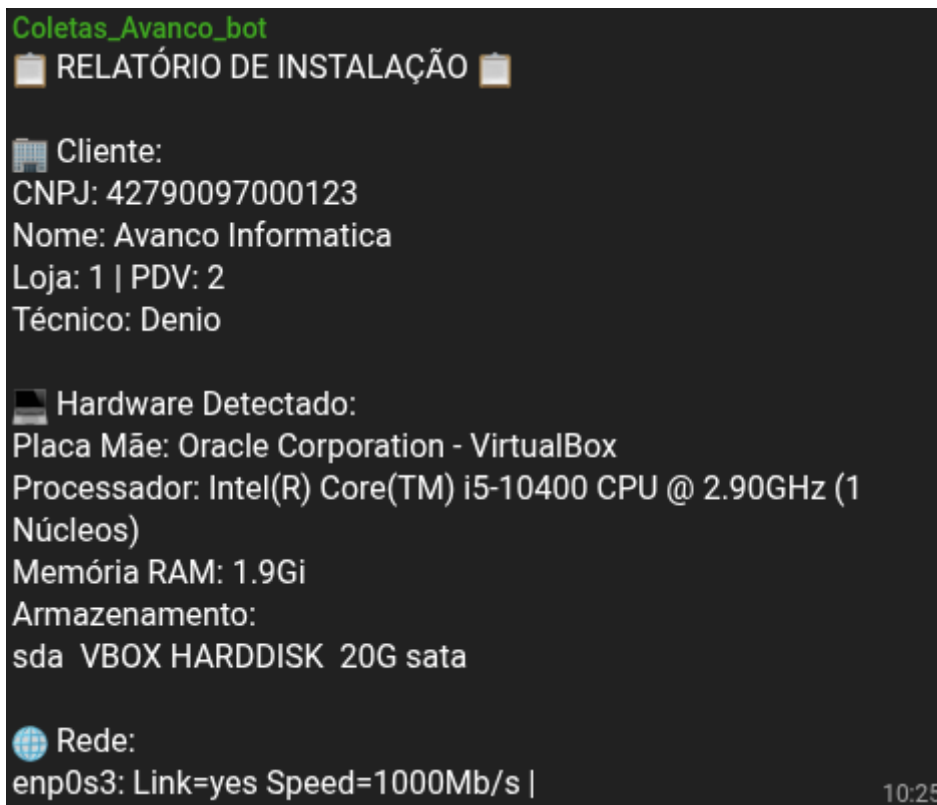 Coletas_Avanco_bot
📋 RELATÓRIO DE INSTALAÇÃO 📋
🏢 Cliente:
CNPJ: 42790097000123
Nome: Avanco Informatica
Loja: 1 | PDV: 2
Técnico: Denio
💻 Hardware Detectado:
Placa Mãe: Oracle Corporation - VirtualBox
Processador: Intel(R) Core(TM) i5-10400 CPU @ 2.90GHz (1
Núcleos)
Memória RAM: 1.9Gi
Armazenamento:
sda  VBOX HARDDISK  20G sata
🌐 Rede:
enp0s3: Link=yes Speed=1000Mb/s |
10:25